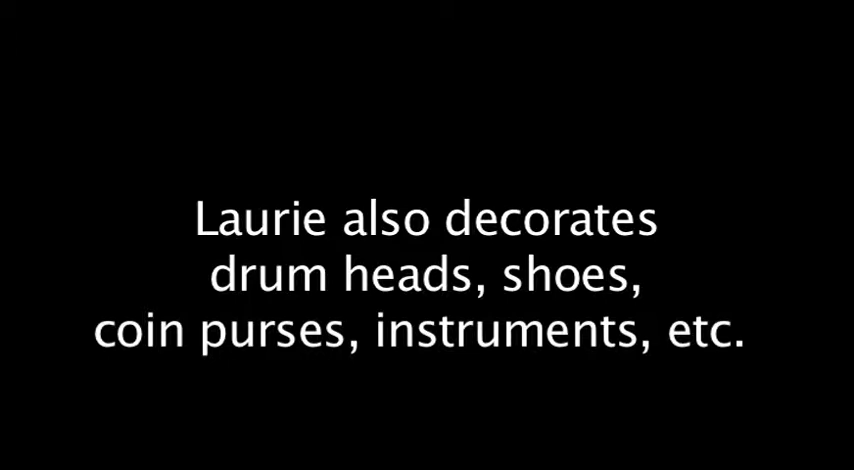 Laurie also decorates
drum heads, shoes,
coin purses, instruments, etc.